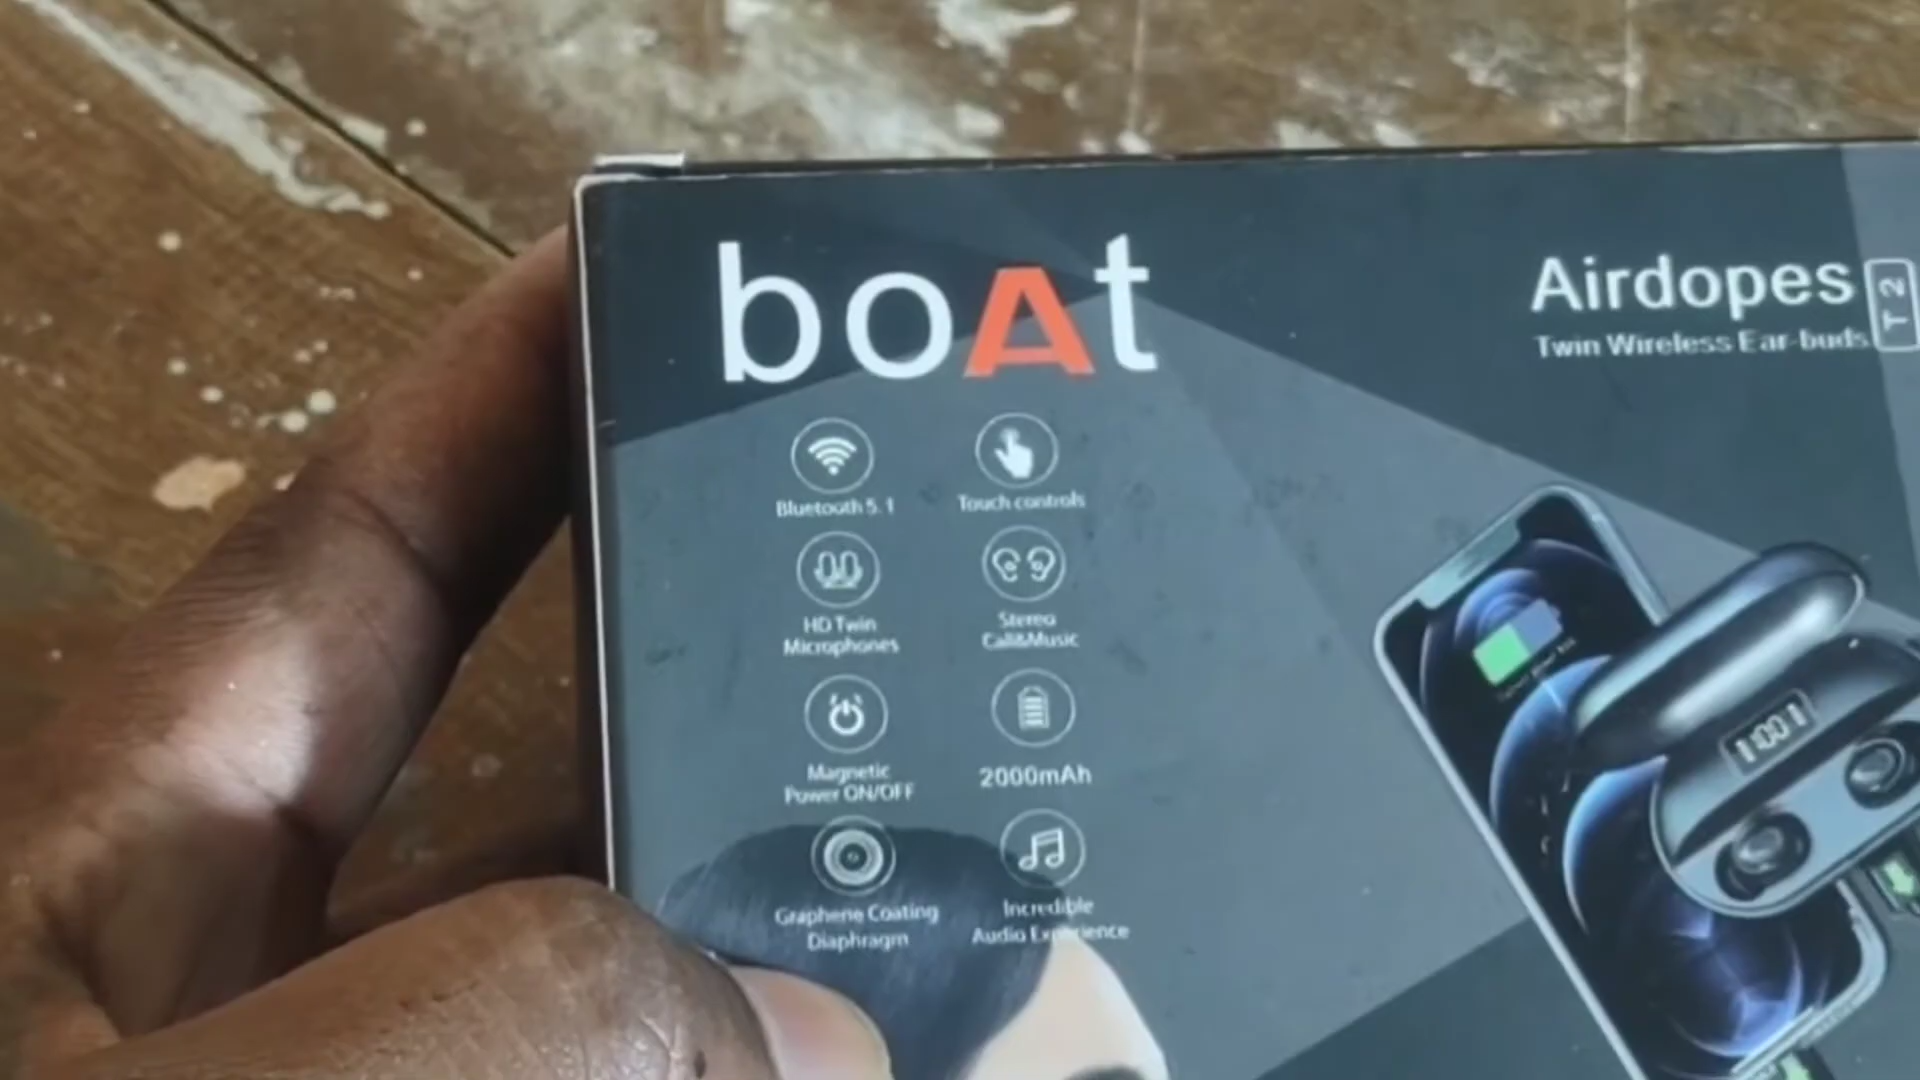 boAt
Airdopes T2
Twin Wireless Ear-buds
Bluetooth 5.1
Touch controls
HD Twin
Microphones
Stereo
Call&Music
Magnetic
Power ON/OFF
2000mAh
Graphene Coating
Diaphragm
Incredible
Audio Experience